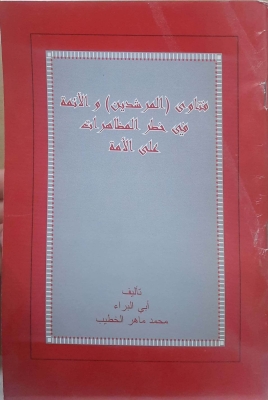 فتاوى (المرشدين) و الأئمة
في خطر المظاهرات
على الأمة
تأليف
أبي البراء
محمد ماهر الخطيب